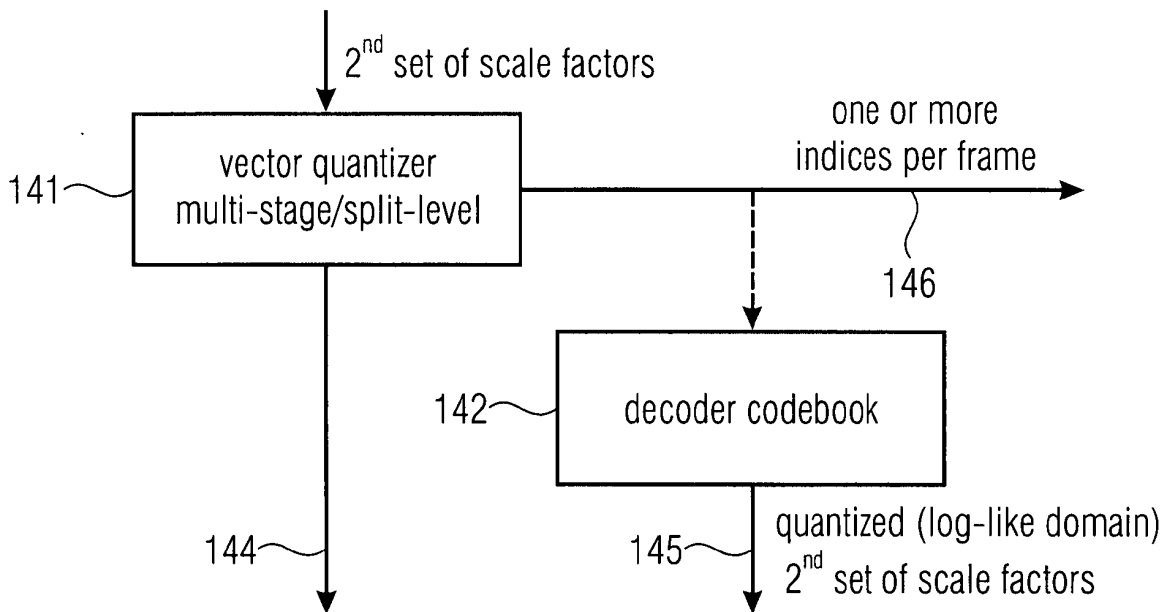 2nd set of scale factors
one or more
indices per frame
vector quantizer
multi-stage/split-level
141
146
142
decoder codebook
144
145
quantized (log-like domain)
2nd set of scale factors